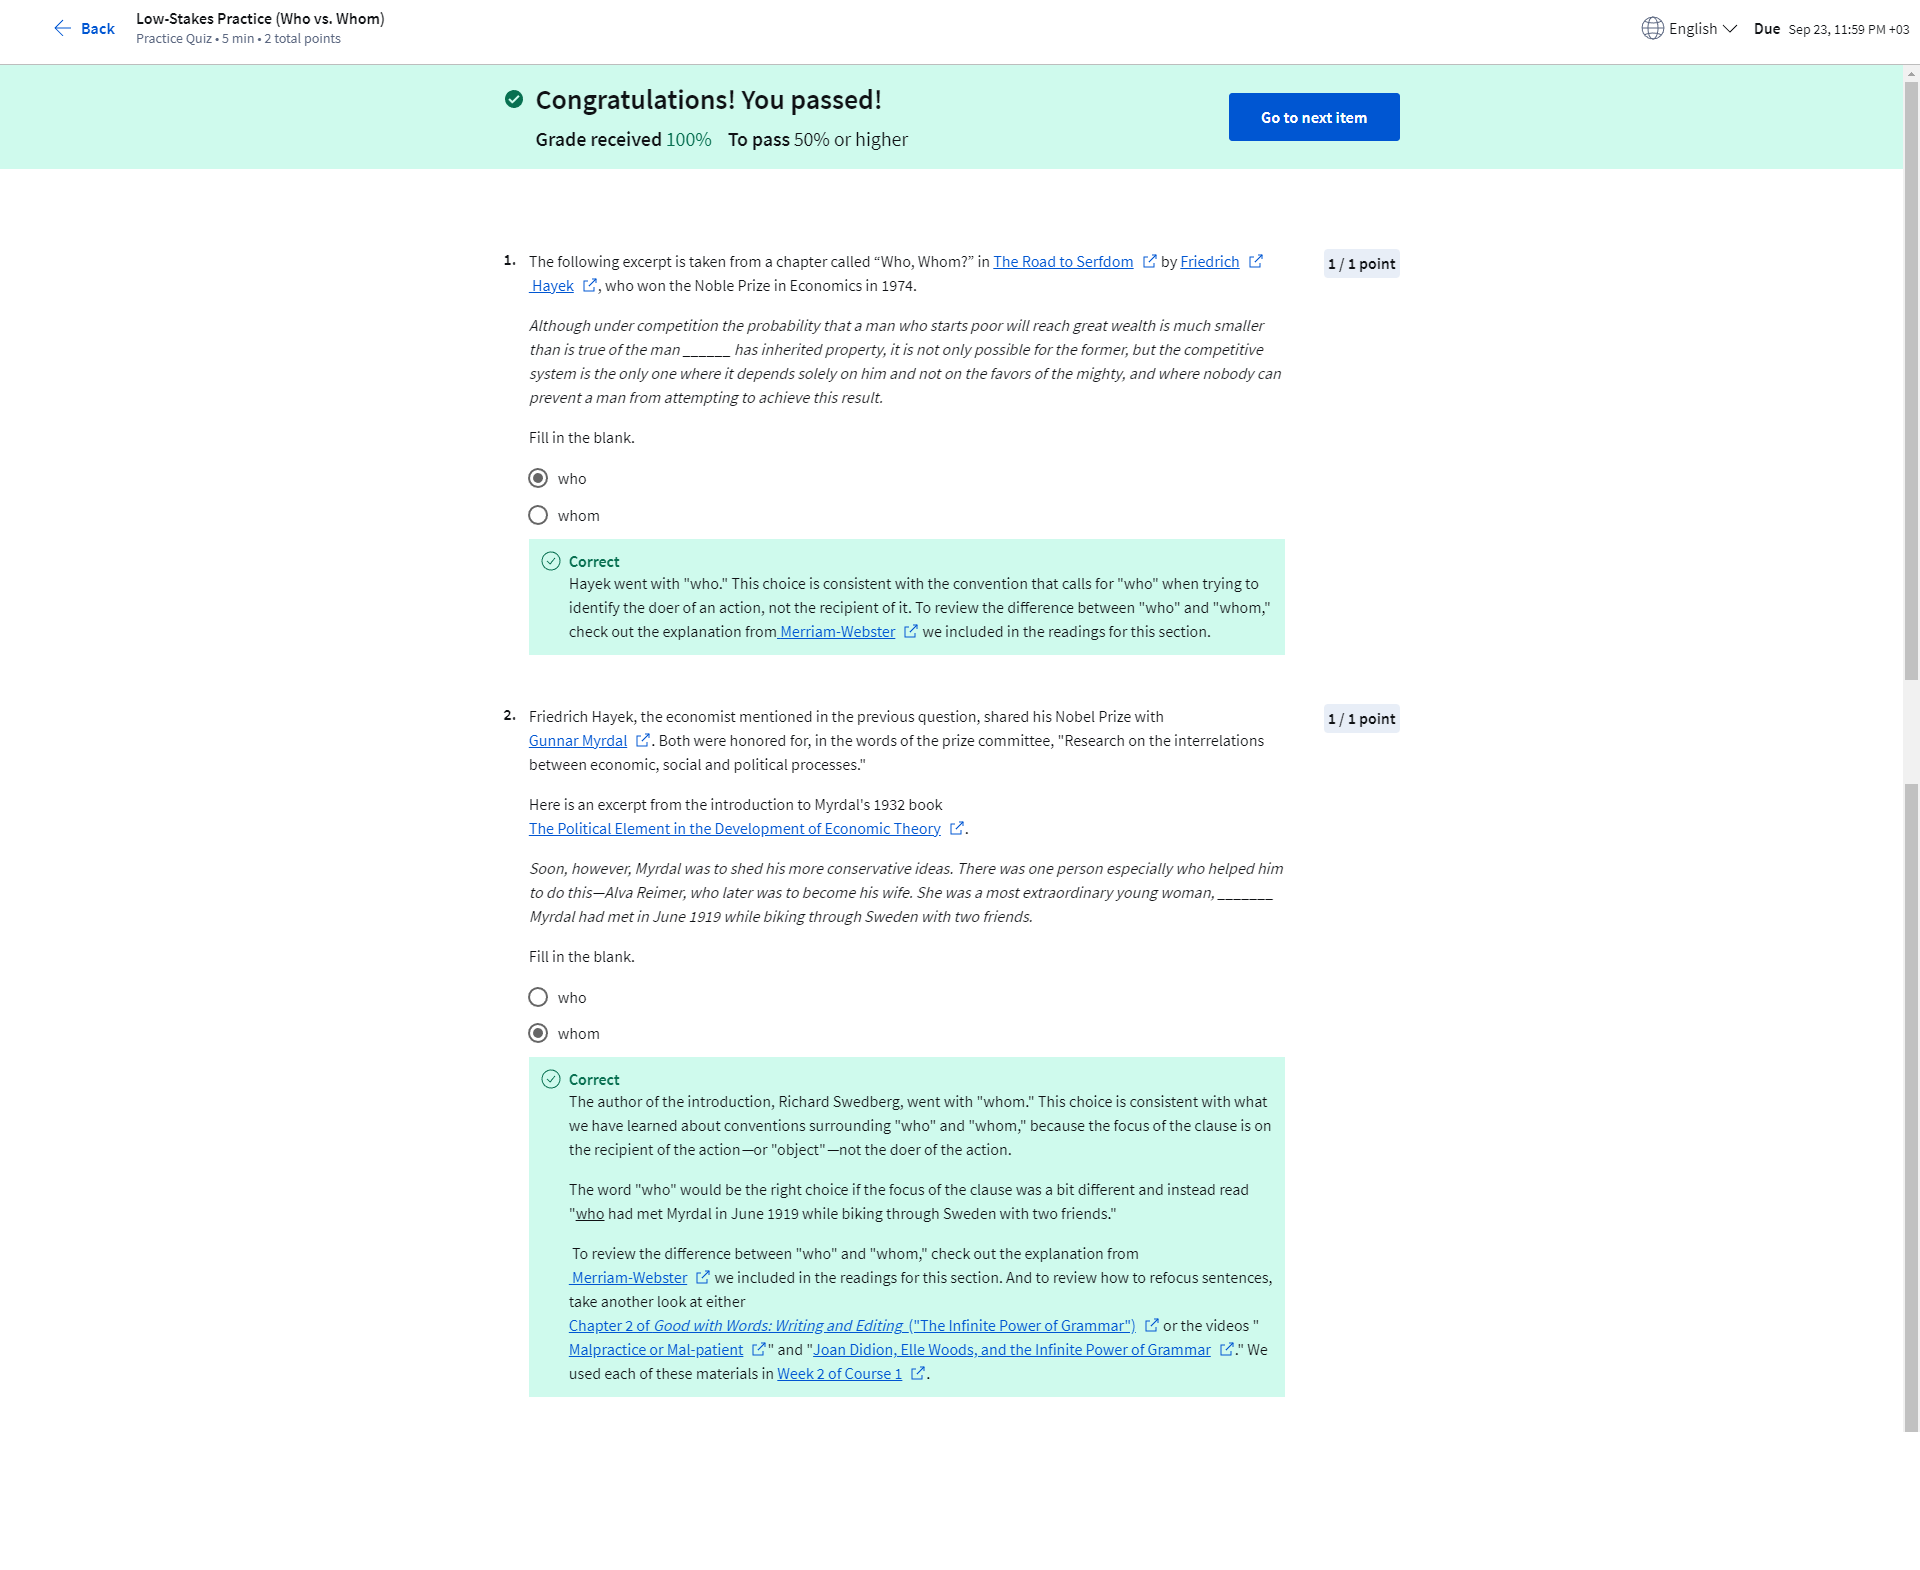 Back
Low-Stakes Practice (Who vs. Whom)
Practice Quiz • 5 min • 2 total points
English
Due Sep 23, 11:59 PM +03
Congratulations! You passed!
Grade received 100% To pass 50% or higher
Go to next item
1. The following excerpt is taken from a chapter called “Who, Whom?” in The Road to Serfdom by Friedrich
Hayek , who won the Noble Prize in Economics in 1974.
1 / 1 point
Although under competition the probability that a man who starts poor will reach great wealth is much smaller
than is true of the man ______ has inherited property, it is not only possible for the former, but the competitive
system is the only one where it depends solely on him and not on the favors of the mighty, and where nobody can
prevent a man from attempting to achieve this result.
Fill in the blank.
who
whom
Correct
Hayek went with "who." This choice is consistent with the convention that calls for "who" when trying to
identify the doer of an action, not the recipient of it. To review the difference between "who" and "whom,"
check out the explanation from Merriam-Webster we included in the readings for this section.
2. Friedrich Hayek, the economist mentioned in the previous question, shared his Nobel Prize with
Gunnar Myrdal . Both were honored for, in the words of the prize committee, "Research on the interrelations
between economic, social and political processes."
1 / 1 point
Here is an excerpt from the introduction to Myrdal's 1932 book
The Political Element in the Development of Economic Theory .
Soon, however, Myrdal was to shed his more conservative ideas. There was one person especially who helped him
to do this—Alva Reimer, who later was to become his wife. She was a most extraordinary young woman, _______
Myrdal had met in June 1919 while biking through Sweden with two friends.
Fill in the blank.
who
whom
Correct
The author of the introduction, Richard Swedberg, went with "whom." This choice is consistent with what
we have learned about conventions surrounding "who" and "whom," because the focus of the clause is on
the recipient of the action—or "object"—not the doer of the action.
The word "who" would be the right choice if the focus of the clause was a bit different and instead read
"who had met Myrdal in June 1919 while biking through Sweden with two friends."
To review the difference between "who" and "whom," check out the explanation from
Merriam-Webster we included in the readings for this section. And to review how to refocus sentences,
take another look at either
Chapter 2 of Good with Words: Writing and Editing ("The Infinite Power of Grammar") or the videos "
Malpractice or Mal-patient " and "Joan Didion, Elle Woods, and the Infinite Power of Grammar ." We
used each of these materials in Week 2 of Course 1 .